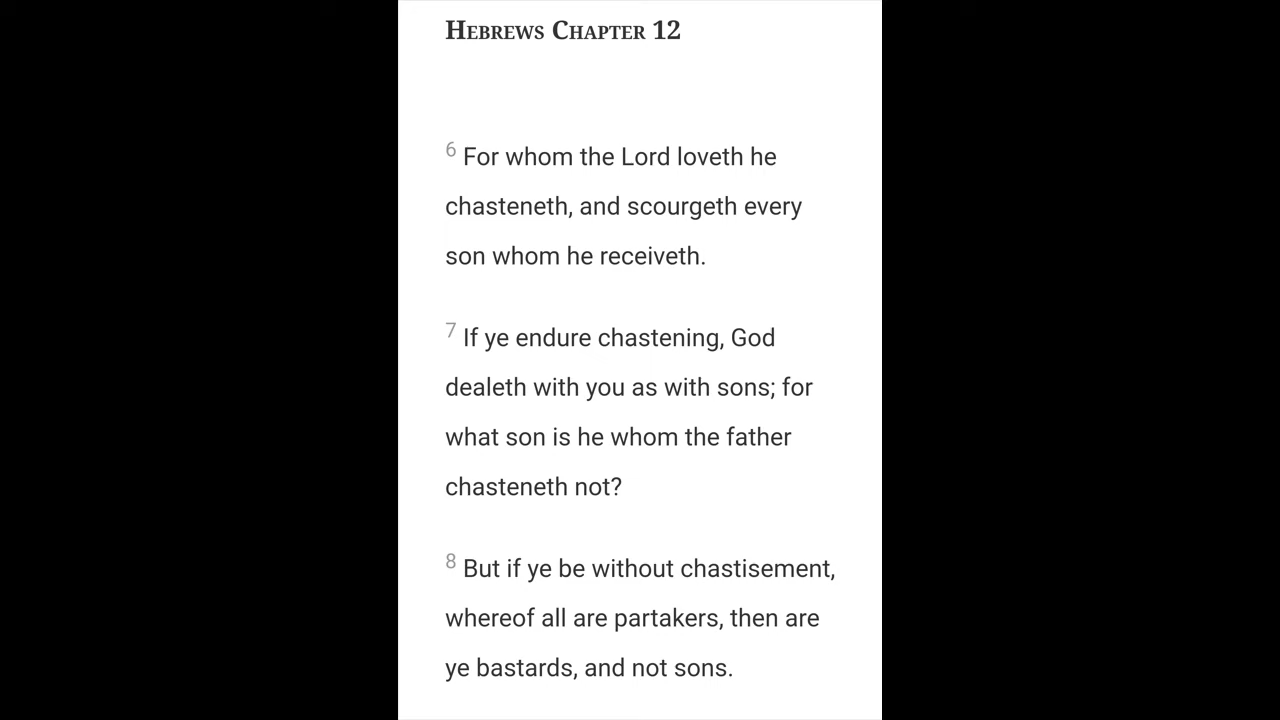 Hebrews Chapter 12
6 For whom the Lord loveth he
chasteneth, and scourgeth every
son whom he receiveth.
7 If ye endure chastening, God
dealeth with you as with sons; for
what son is he whom the father
chasteneth not?
8 But if ye be without chastisement,
whereof all are partakers, then are
ye bastards, and not sons.